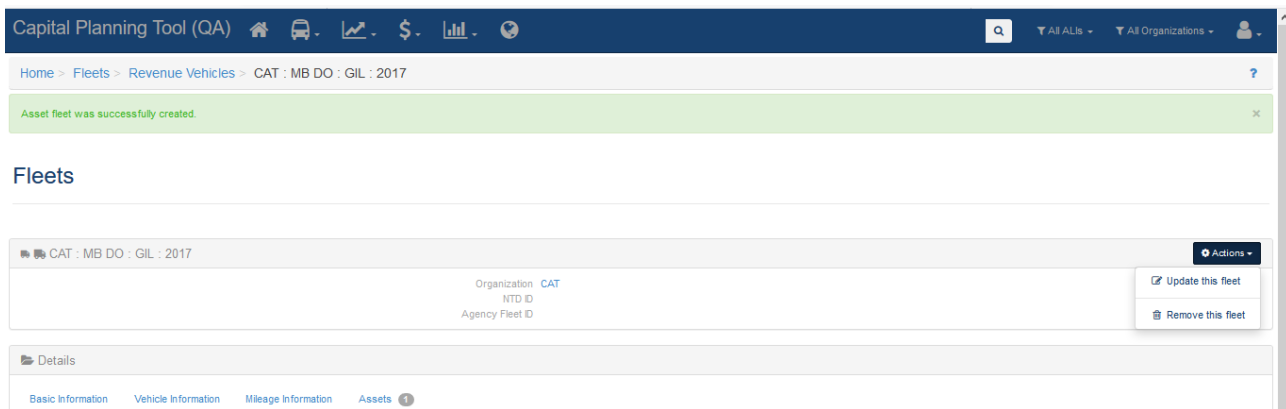 Capital Planning Tool (QA) $ All ALIs All Organizations
Home > Fleets > Revenue Vehicles > CAT : MB DO : GIL : 2017 ?
Asset fleet was successfully created. ×
Fleets
CAT : MB DO : GIL : 2017 Actions
Organization CAT
Update this fleet
NTD ID
Agency Fleet ID
Remove this fleet
Details
Basic Information Vehicle Information Mileage Information Assets 1